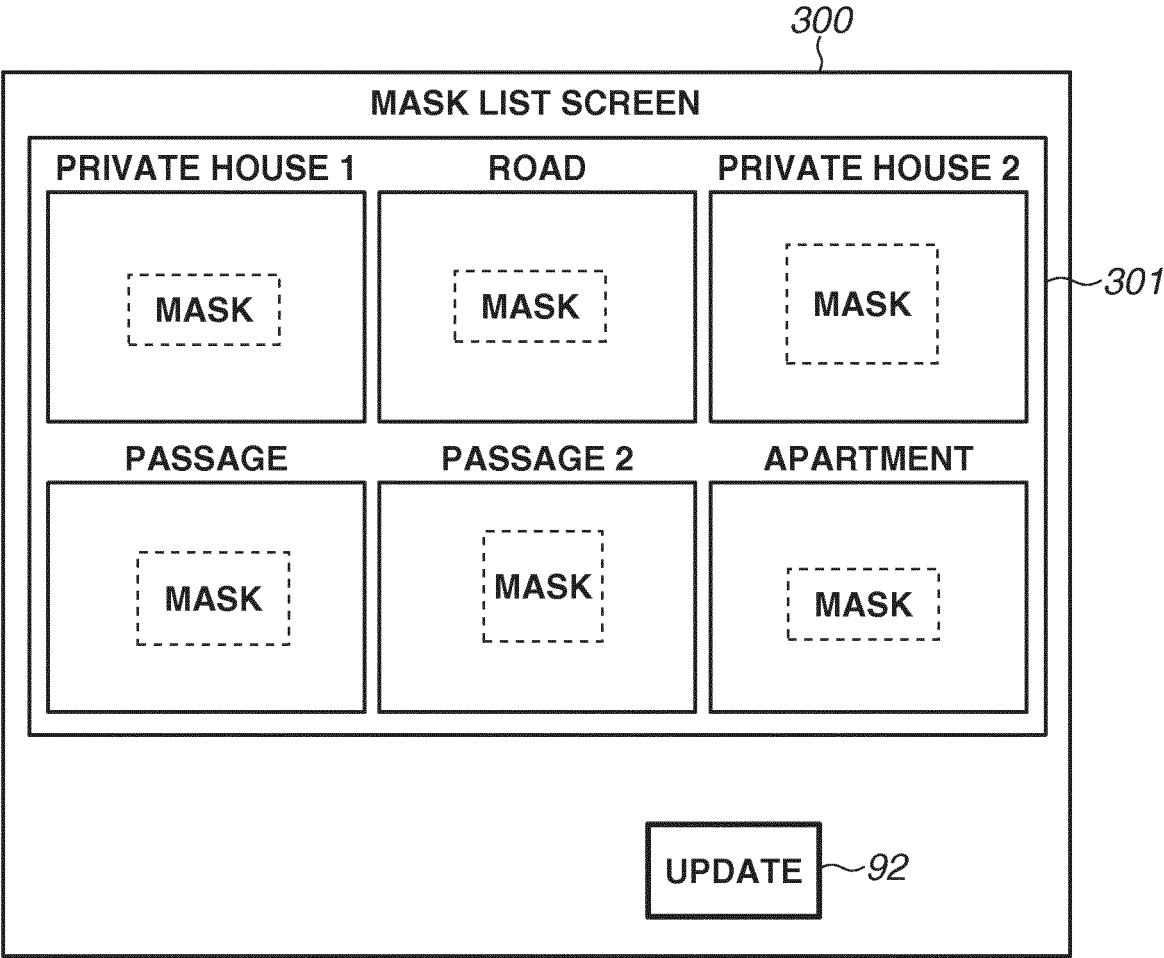 300
MASK LIST SCREEN
PRIVATE HOUSE 1 ROAD PRIVATE HOUSE 2
MASK MASK MASK
301
PASSAGE PASSAGE 2 APARTMENT
MASK MASK MASK
UPDATE 92